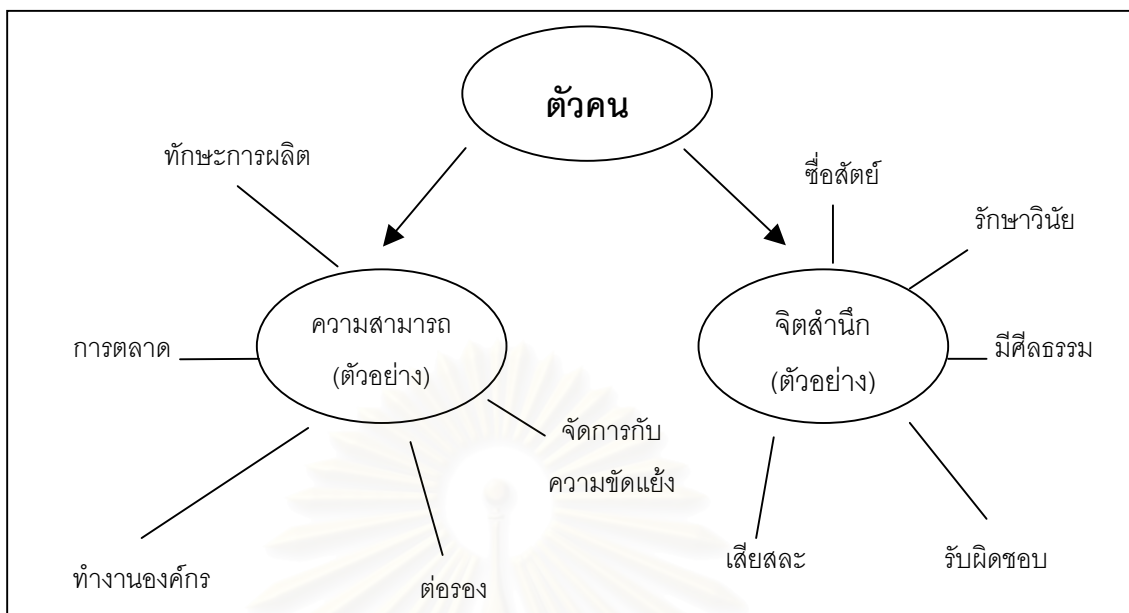 ตัวคน
ทักษะการผลิต
ซื่อสัตย์
รักษาวินัย
ความสามารถ
(ตัวอย่าง)
จิตสำนึก
(ตัวอย่าง)
การตลาด
มีศีลธรรม
จัดการกับ
ความขัดแย้ง
ทำงานองค์กร
ต่อรอง
เสียสละ
รับผิดชอบ